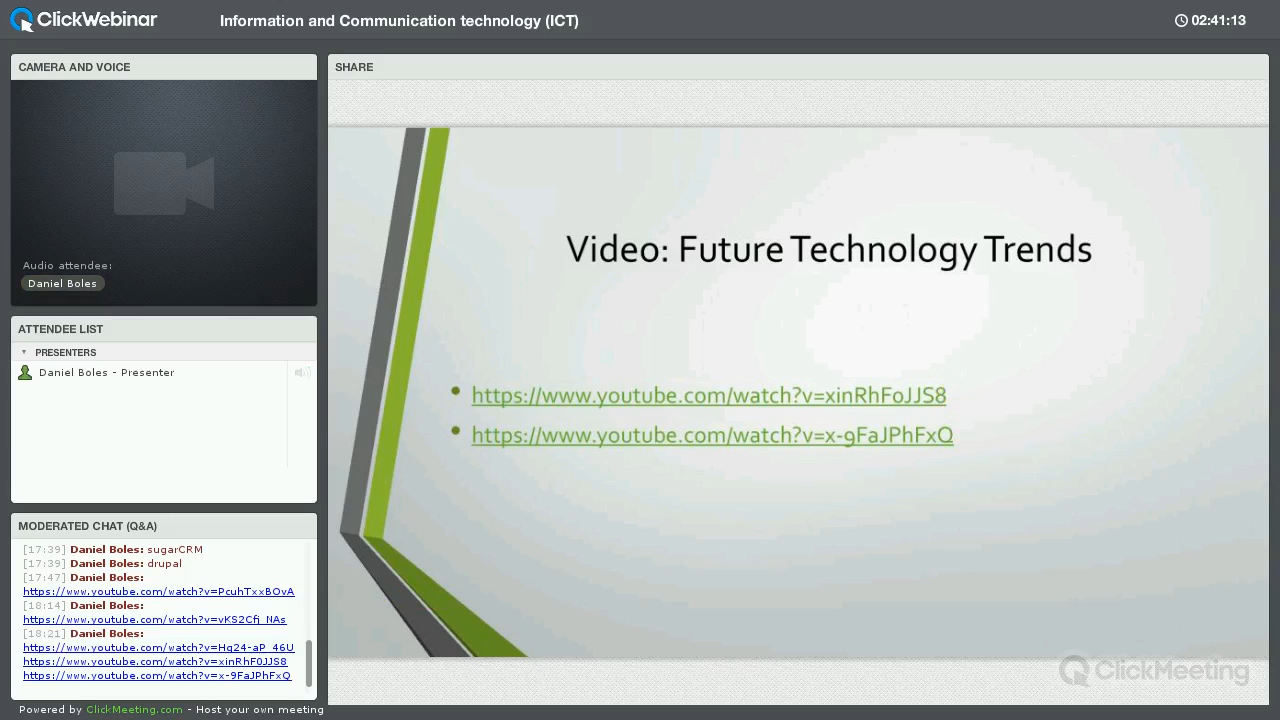 ClickWebinar
Information and Communication technology (ICT)
02:41:13
CAMERA AND VOICE
Audio attendee:
Daniel Boles
ATTENDEE LIST
PRESENTERS
Daniel Boles - Presenter
MODERATED CHAT (Q&A)
[17:39] Daniel Boles: sugarCRM
[17:39] Daniel Boles: drupal
[17:47] Daniel Boles:
https://www.youtube.com/watch?v=PcuhTxxBOvA
[18:14] Daniel Boles:
https://www.youtube.com/watch?v=vKS2Cfj_NAs
[18:21] Daniel Boles:
https://www.youtube.com/watch?v=Hq24-aP_46U
https://www.youtube.com/watch?v=xinRhF0JJS8
https://www.youtube.com/watch?v=x-9FaJPhFxQ
Powered by ClickMeeting.com - Host your own meeting
SHARE
Video: Future Technology Trends
• https://www.youtube.com/watch?v=xinRhF0JJS8
• https://www.youtube.com/watch?v=x-9FaJPhFxQ
ClickMeeting